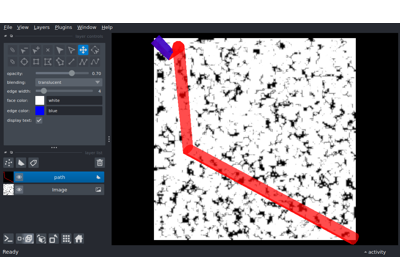 File View Layers Plugins Window Help
opacity: 0.70
blending: translucent
edge width:
face color: white
edge color: blue
display text:
path
Image
Ready
activity